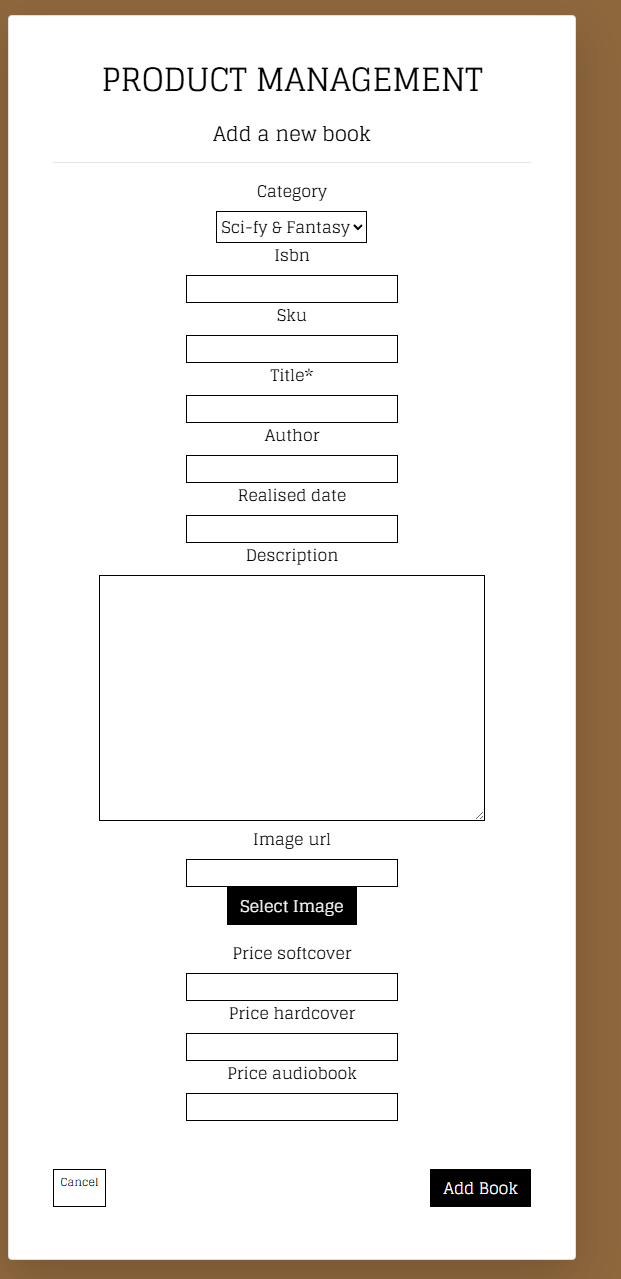 PRODUCT MANAGEMENT
Add a new book
Category
Sci-fy & Fantasy
Isbn
Sku
Title*
Author
Realised date
Description
Image url
Select Image
Price softcover
Price hardcover
Price audiobook
Cancel
Add Book